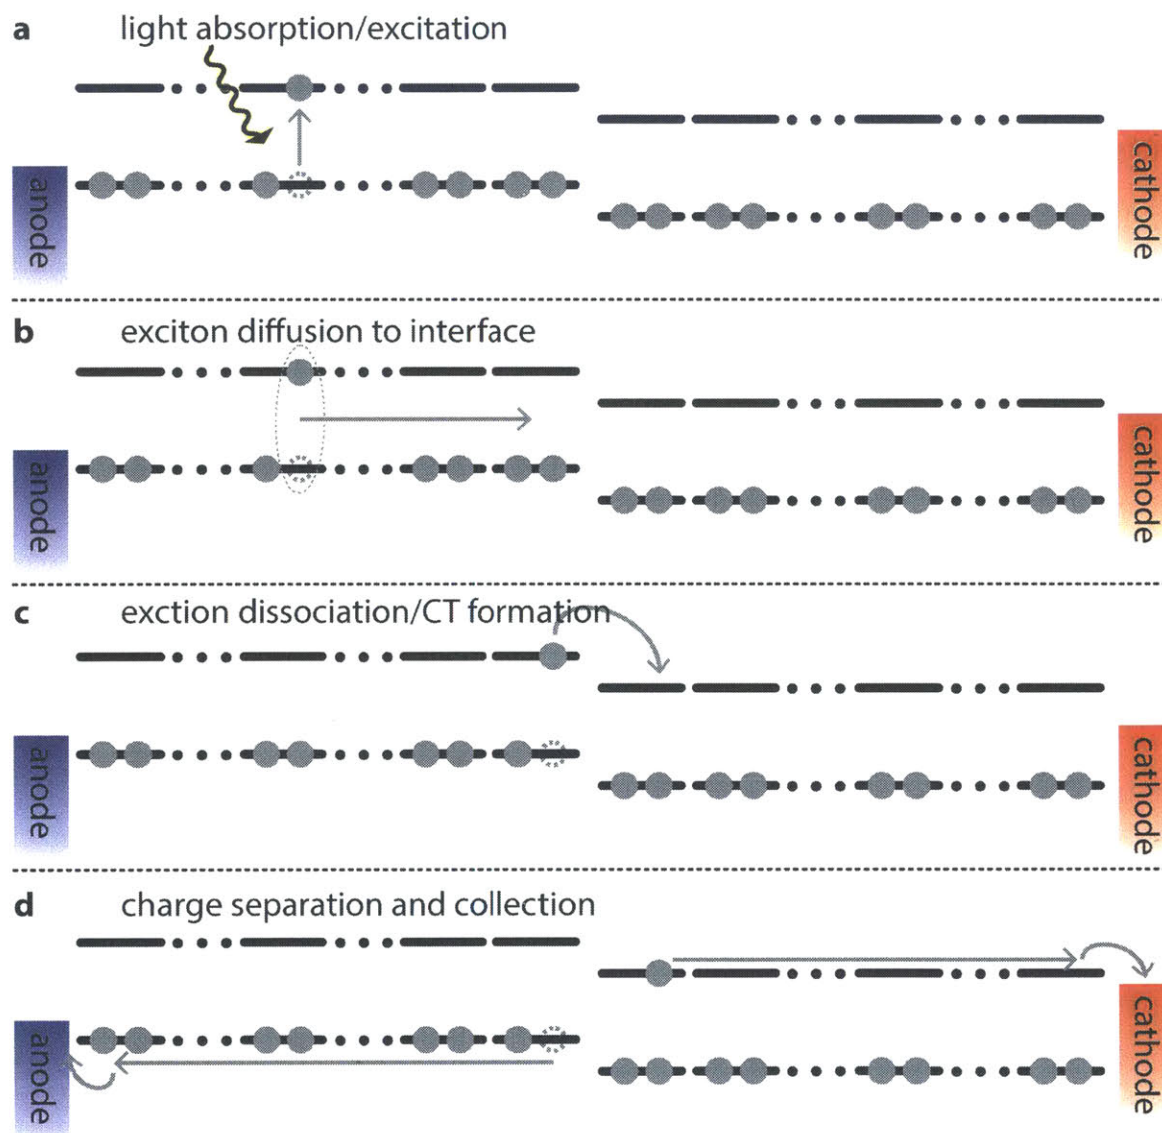 a light absorption/excitation
anode
cathode
b exciton diffusion to interface
anode
cathode
c exction dissociation/CT formation
anode
cathode
d charge separation and collection
anode
cathode